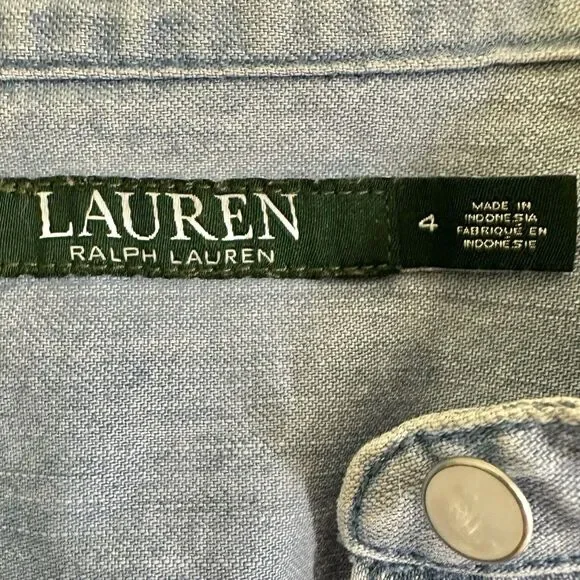 LAUREN
RALPH LAUREN
4
MADE IN
INDONESIA
FABRIQUÉ EN
INDONÉSIE